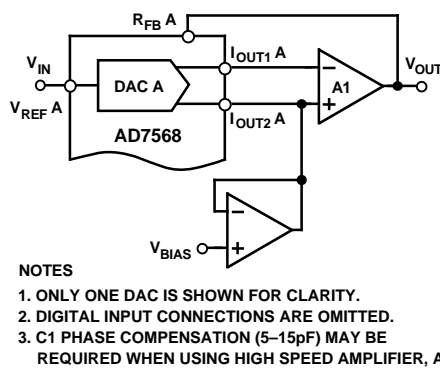 R_FB A
V_IN
V_REF A
DAC A
AD7568
I_OUT1 A
I_OUT2 A
−
+
A1
V_OUT
−
+
V_BIAS
NOTES
1. ONLY ONE DAC IS SHOWN FOR CLARITY.
2. DIGITAL INPUT CONNECTIONS ARE OMITTED.
3. C1 PHASE COMPENSATION (5–15pF) MAY BE
REQUIRED WHEN USING HIGH SPEED AMPLIFIER, A